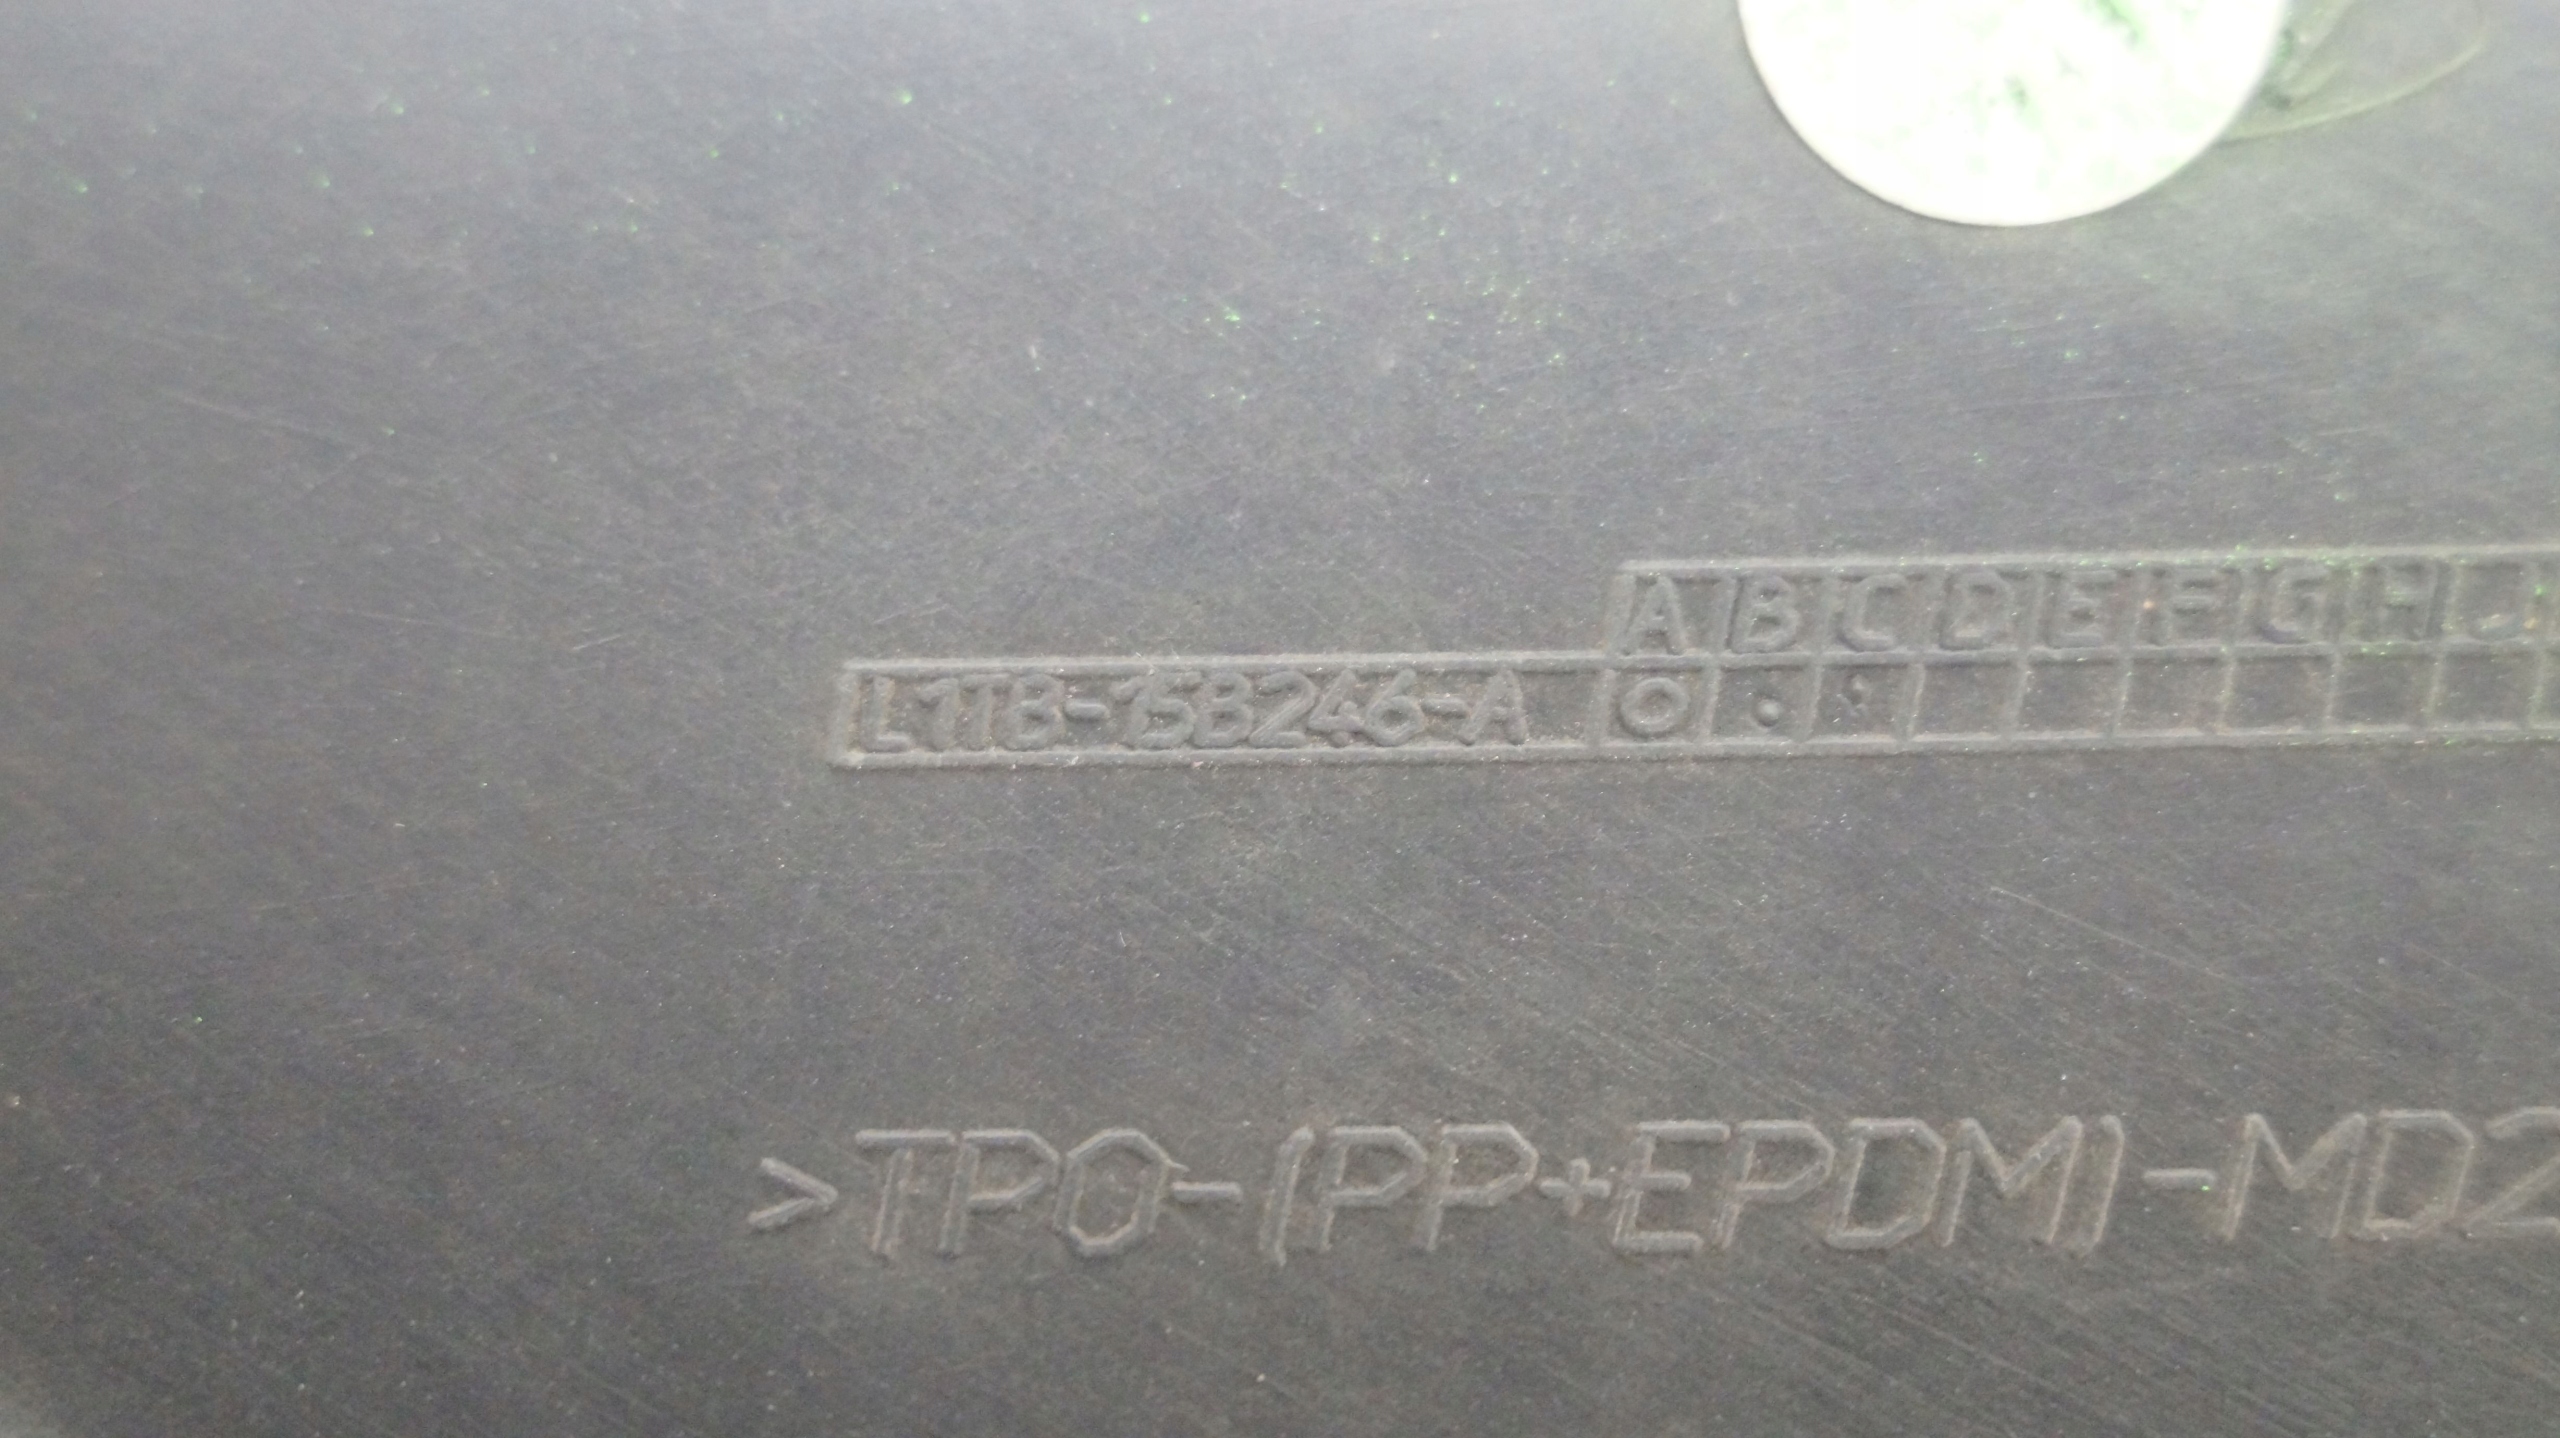 A B C D E F G H J
L1TB-15B246-A
>TPO-(PP+EPDM)-MD2